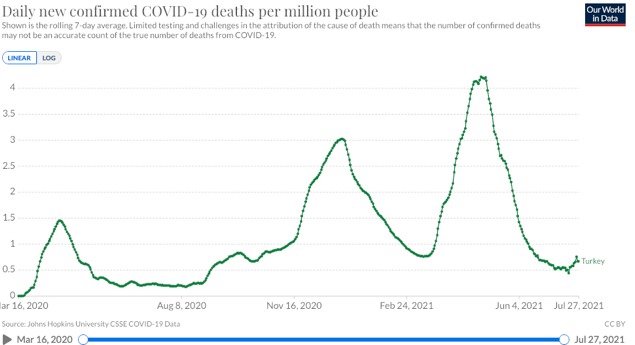 Daily new confirmed COVID-19 deaths per million people
Shown is the rolling 7-day average. Limited testing and challenges in the attribution of the cause of death means that the number of confirmed deaths
may not be an accurate count of the true number of deaths from COVID-19.
Our World
in Data
LINEAR LOG
4
3.5
3
2.5
2
1.5
1
0.5
0
Turkey
Mar 16, 2020 Aug 8, 2020 Nov 16, 2020 Feb 24, 2021 Jun 4, 2021 Jul 27, 2021
Source: Johns Hopkins University CSSE COVID-19 Data CC BY
Mar 16, 2020 Jul 27, 2021